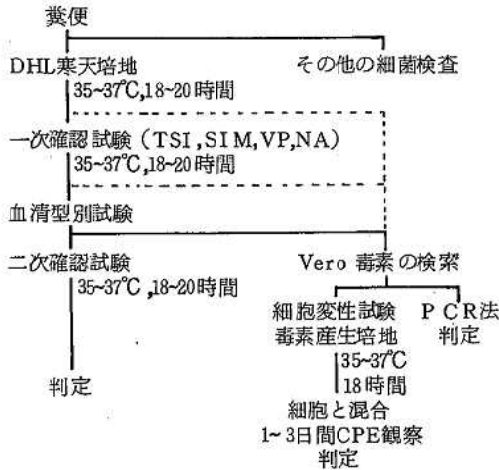 糞便
DHL寒天培地
その他の細菌検査
35~37℃,18~20時間
一次確認試験(TSI,SIM,VP,NA)
35~37℃,18~20時間
血清型別試験
二次確認試験
Vero 毒素の検索
35~37℃,18~20時間
細胞変性試験
PCR法
毒素産生培地
判定
35~37℃
18時間
判定
細胞と混合
1~3日間CPE観察
判定